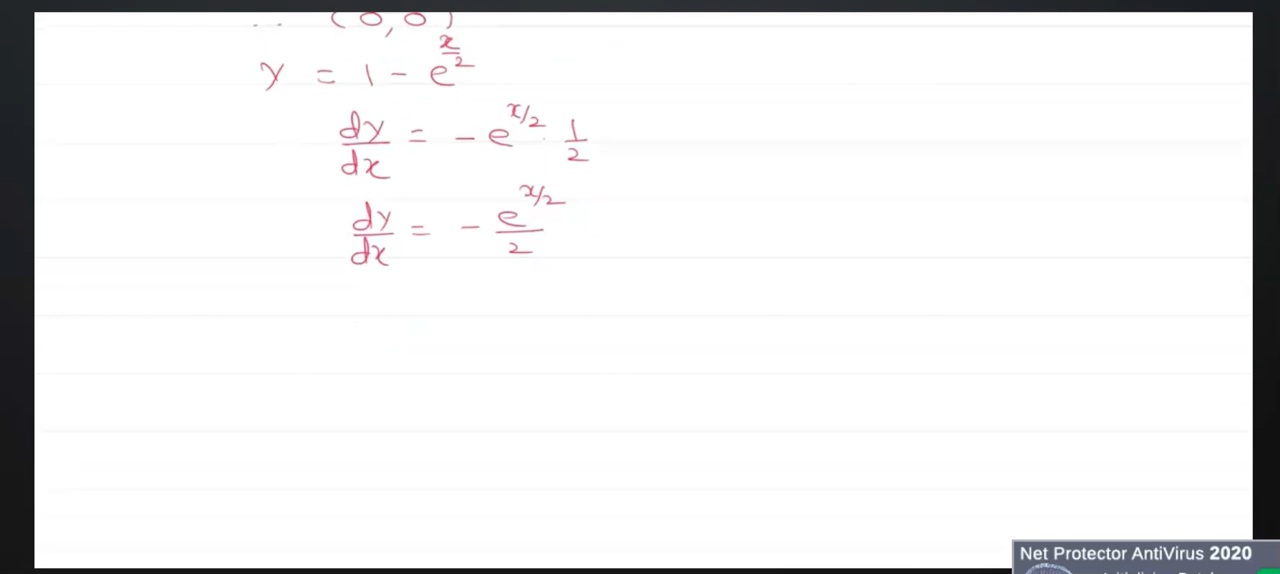 (0,0)
y = 1 - e^{x/2}
dy/dx = - e^{x/2} · 1/2
dy/dx = - e^{x/2}/2
Net Protector AntiVirus 2020